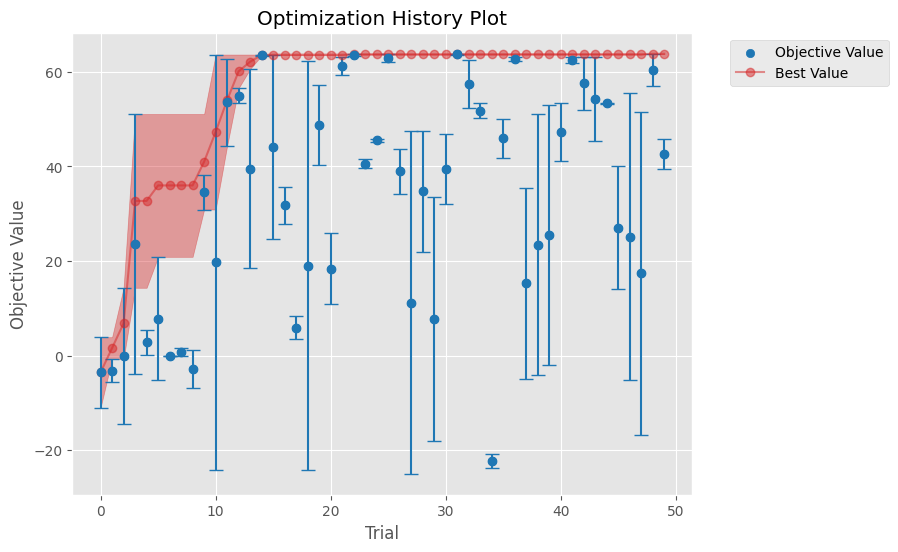 Optimization History Plot
Objective Value
Best Value
Objective Value
60
40
20
0
−20
0 10 20 30 40 50
Trial